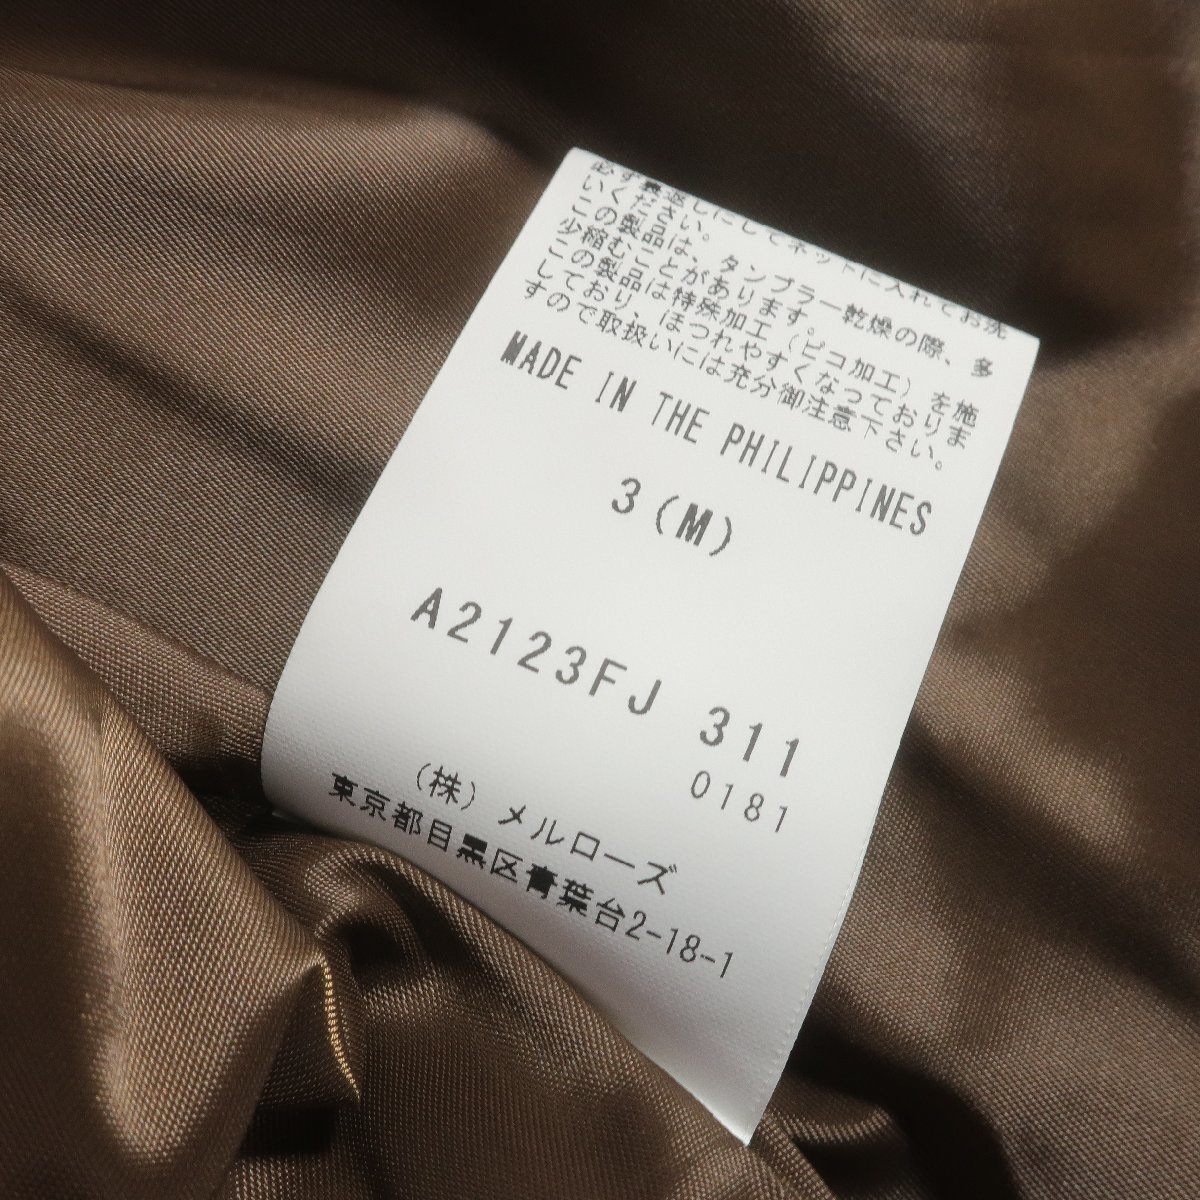 必ず裏返しにしてネットに入れてお洗
いください。
この製品は、タンブラー乾燥の際、多
少縮むことがあります。
この製品は特殊加工(ピコ加工)を施
しており、ほつれやすくなつておりま
すので取扱いには充分御注意下さい。
MADE IN THE PHILIPPINES
3(M)
A2123FJ 311
0181
(株)メルローズ
東京都目黒区青葉台2-18-1